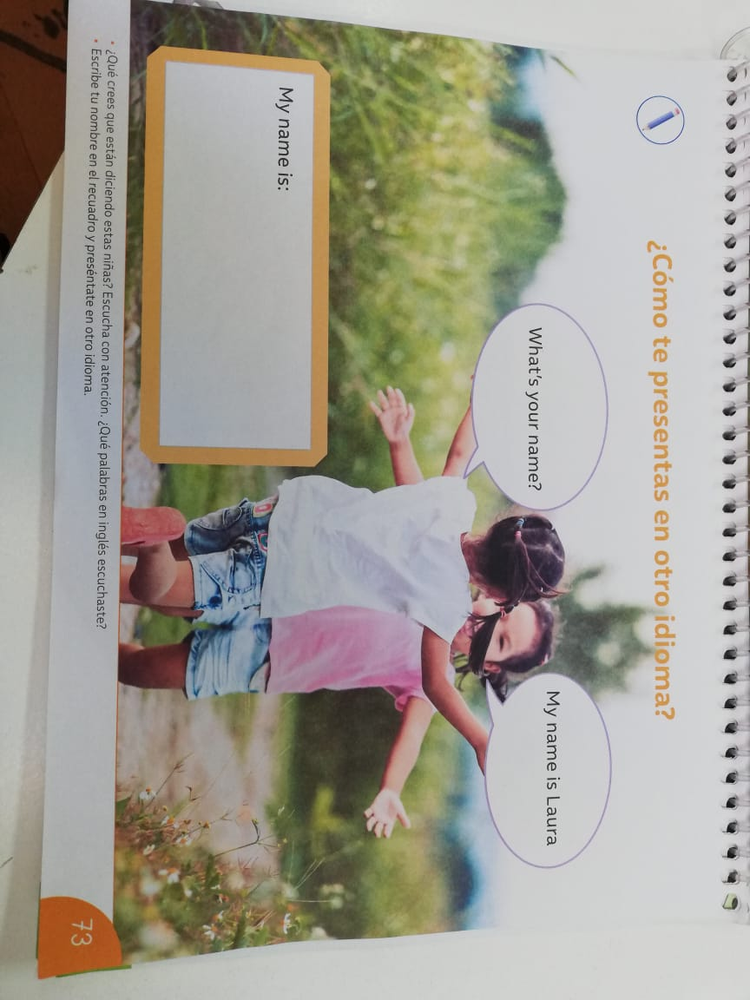 ¿Cómo te presentas en otro idioma?
What's your name?
My name is Laura
My name is:
• ¿Qué crees que están diciendo estas niñas? Escucha con atención. ¿Qué palabras en inglés escuchaste?
• Escribe tu nombre en el recuadro y preséntate en otro idioma.
73